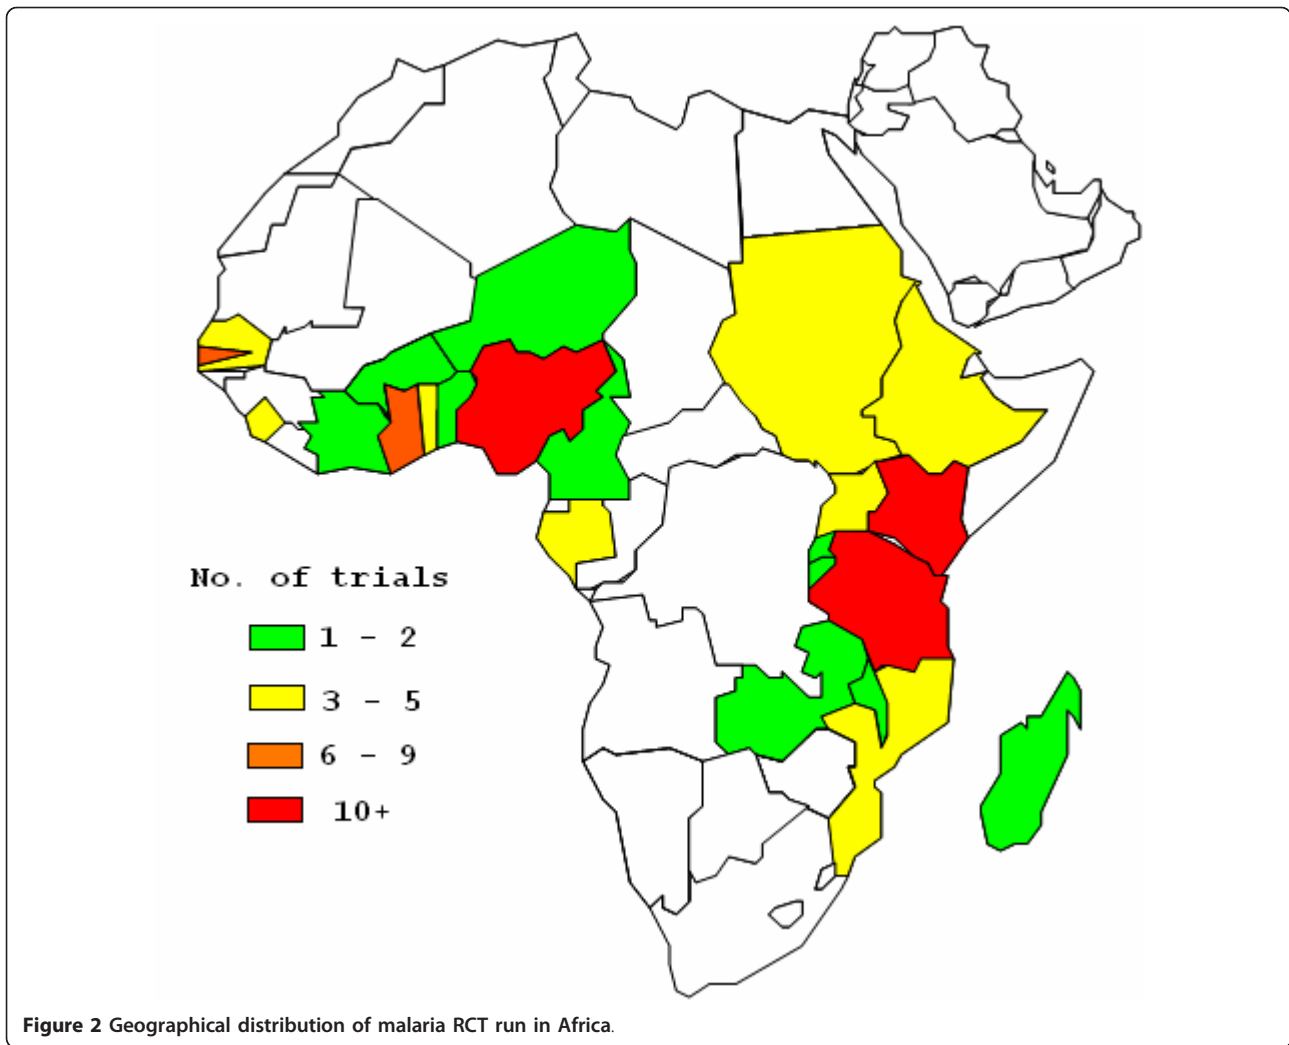 No. of trials
1 - 2
3 - 5
6 - 9
10+
Figure 2 Geographical distribution of malaria RCT run in Africa.